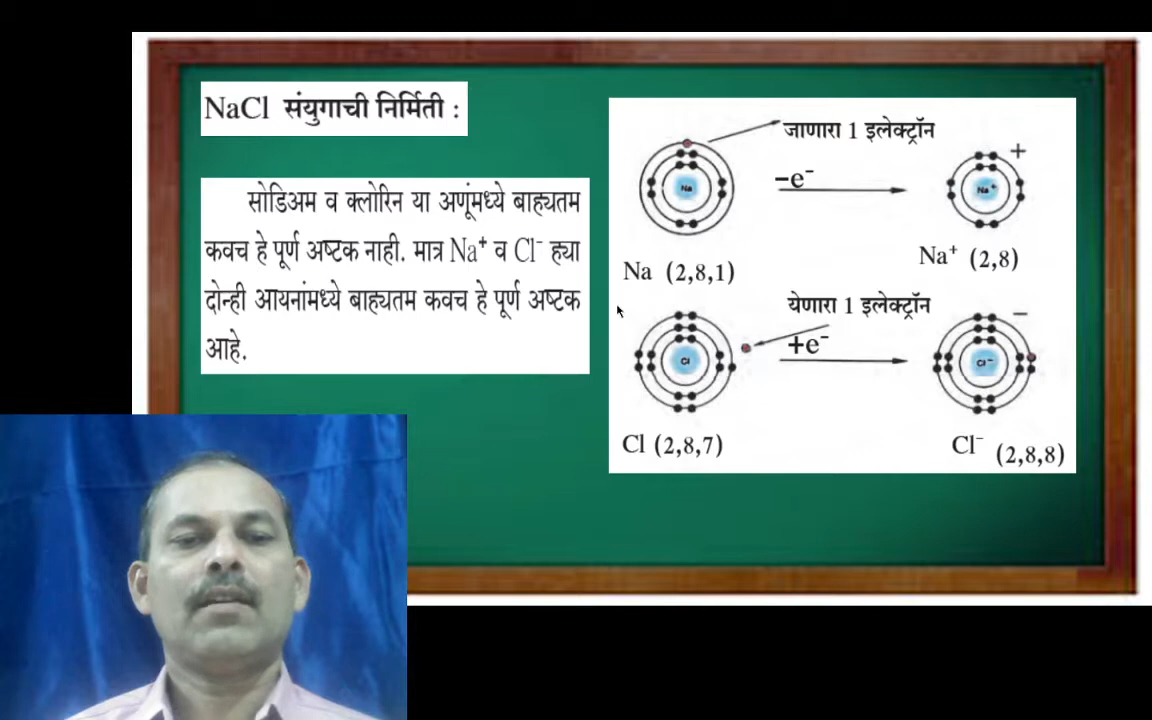 NaCl संयुगाची निर्मिती :
सोडिअम व क्लोरिन या अणूंमध्ये बाह्यतम
कवच हे पूर्ण अष्टक नाही. मात्र Na⁺ व Cl⁻ ह्या
दोन्ही आयनांमध्ये बाह्यतम कवच हे पूर्ण अष्टक
आहे.
जाणारा 1 इलेक्ट्रॉन
+
Na
−e⁻
Na⁺
Na (2,8,1)
Na⁺ (2,8)
येणारा 1 इलेक्ट्रॉन
−
Cl
+e⁻
Cl⁻
Cl (2,8,7)
Cl⁻ (2,8,8)